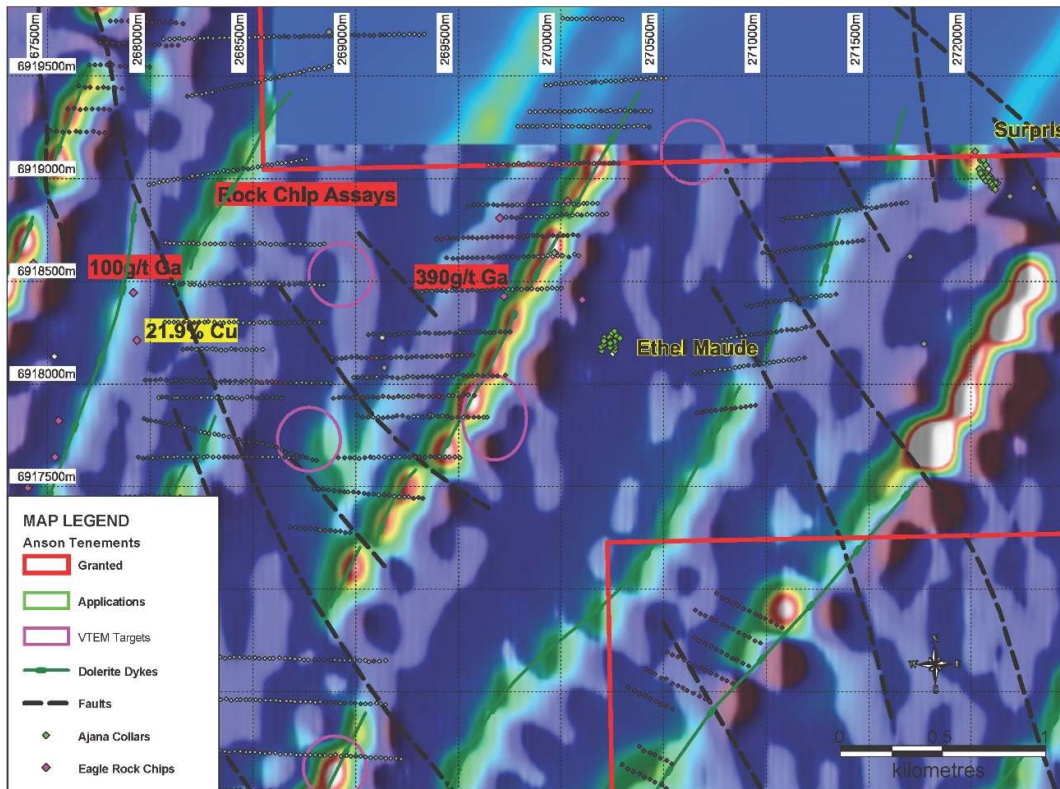 67500m
268000m
268500m
269000m
269500m
270000m
270500m
271000m
271500m
272000m
6919500m
Surpris
6919000m
Rock Chip Assays
100g/t Ga
6918500m
390g/t Ga
21.9% Cu
Ethel Maude
6918000m
6917500m
MAP LEGEND
Anson Tenements
Granted
Applications
VTEM Targets
Dolerite Dykes
Faults
Ajana Collars
Eagle Rock Chips
0 0.5 1
kilometres